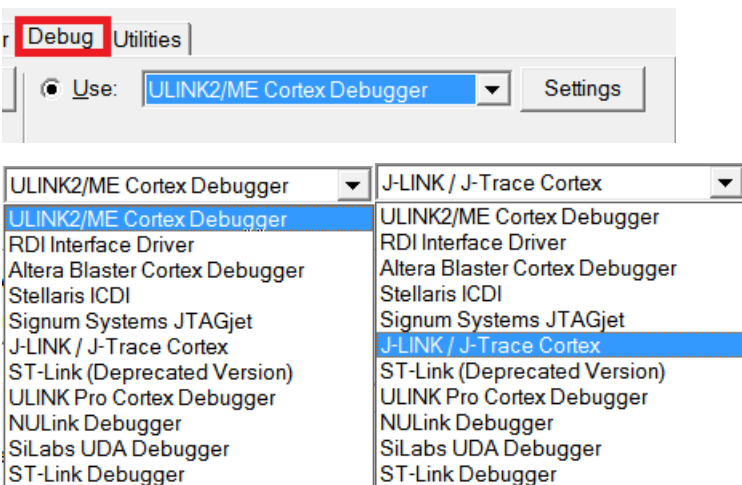 r Debug Utilities
Use: ULINK2/ME Cortex Debugger Settings
ULINK2/ME Cortex Debugger
ULINK2/ME Cortex Debugger
RDI Interface Driver
Altera Blaster Cortex Debugger
Stellaris ICDI
Signum Systems JTAGjet
J-LINK / J-Trace Cortex
ST-Link (Deprecated Version)
ULINK Pro Cortex Debugger
NULink Debugger
SiLabs UDA Debugger
ST-Link Debugger
J-LINK / J-Trace Cortex
ULINK2/ME Cortex Debugger
RDI Interface Driver
Altera Blaster Cortex Debugger
Stellaris ICDI
Signum Systems JTAGjet
J-LINK / J-Trace Cortex
ST-Link (Deprecated Version)
ULINK Pro Cortex Debugger
NULink Debugger
SiLabs UDA Debugger
ST-Link Debugger